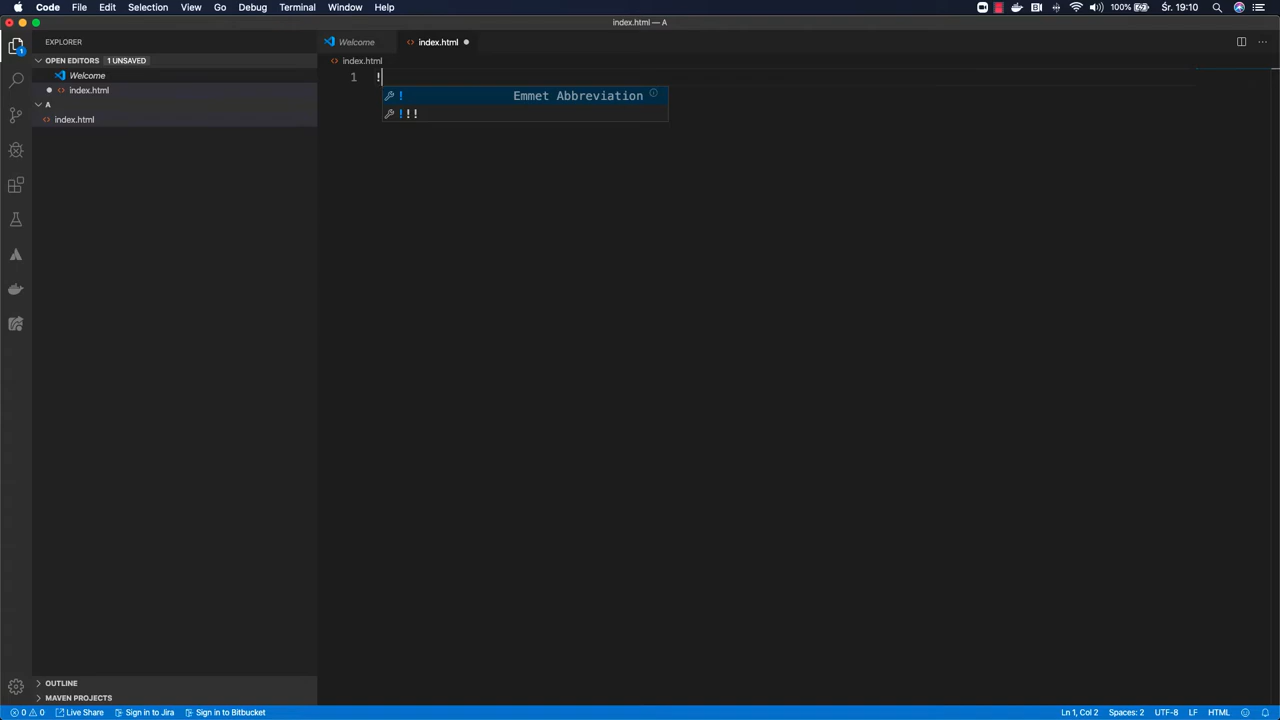 Code File Edit Selection View Go Debug Terminal Window Help 100% Śr. 19:10
index.html — A
EXPLORER
Welcome
index.html
OPEN EDITORS 1 UNSAVED
index.html
Welcome
1 !
index.html
! Emmet Abbreviation
A
!!!
index.html
OUTLINE
MAVEN PROJECTS
0 0 Live Share Sign in to Jira Sign in to Bitbucket Ln 1, Col 2 Spaces: 2 UTF-8 LF HTML